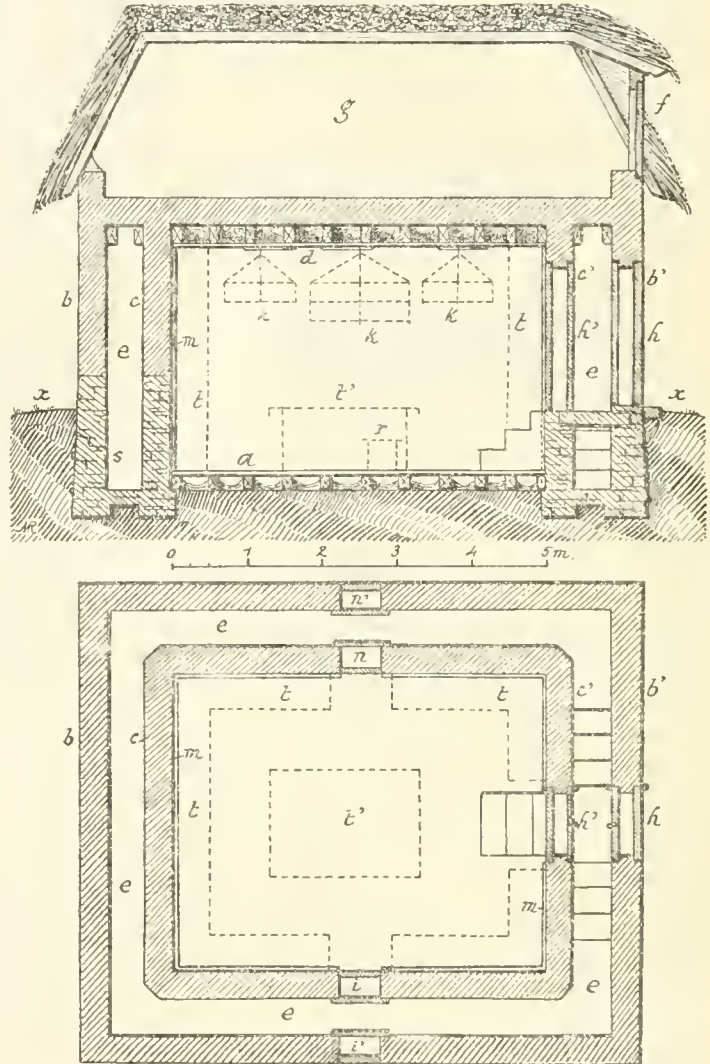 g f
d
b c k k k t c' b'
e m h' h
t e
x t' x
r
s a
0 1 2 3 4 5 m.
n'
e
n
t t c' b'
b c m
t t' h' h
e m
i e
e
i'